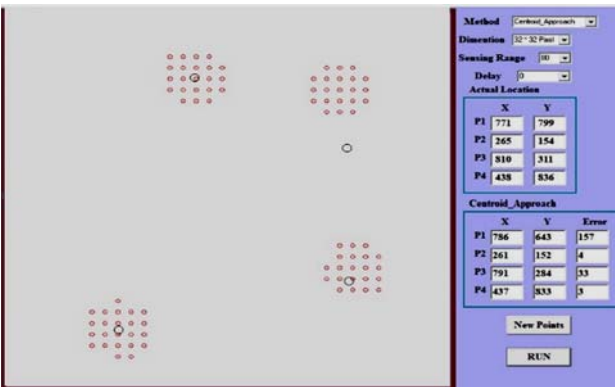 Method Centroid_Approach
Dimention 32 * 32 Pixel
Sensing Range 80
Delay 0
Actual Location
X Y
P1 771 799
P2 265 154
P3 810 311
P4 438 836
Centroid_Approach
X Y Error
P1 786 643 157
P2 261 152 4
P3 791 284 33
P4 437 833 3
New Points
RUN